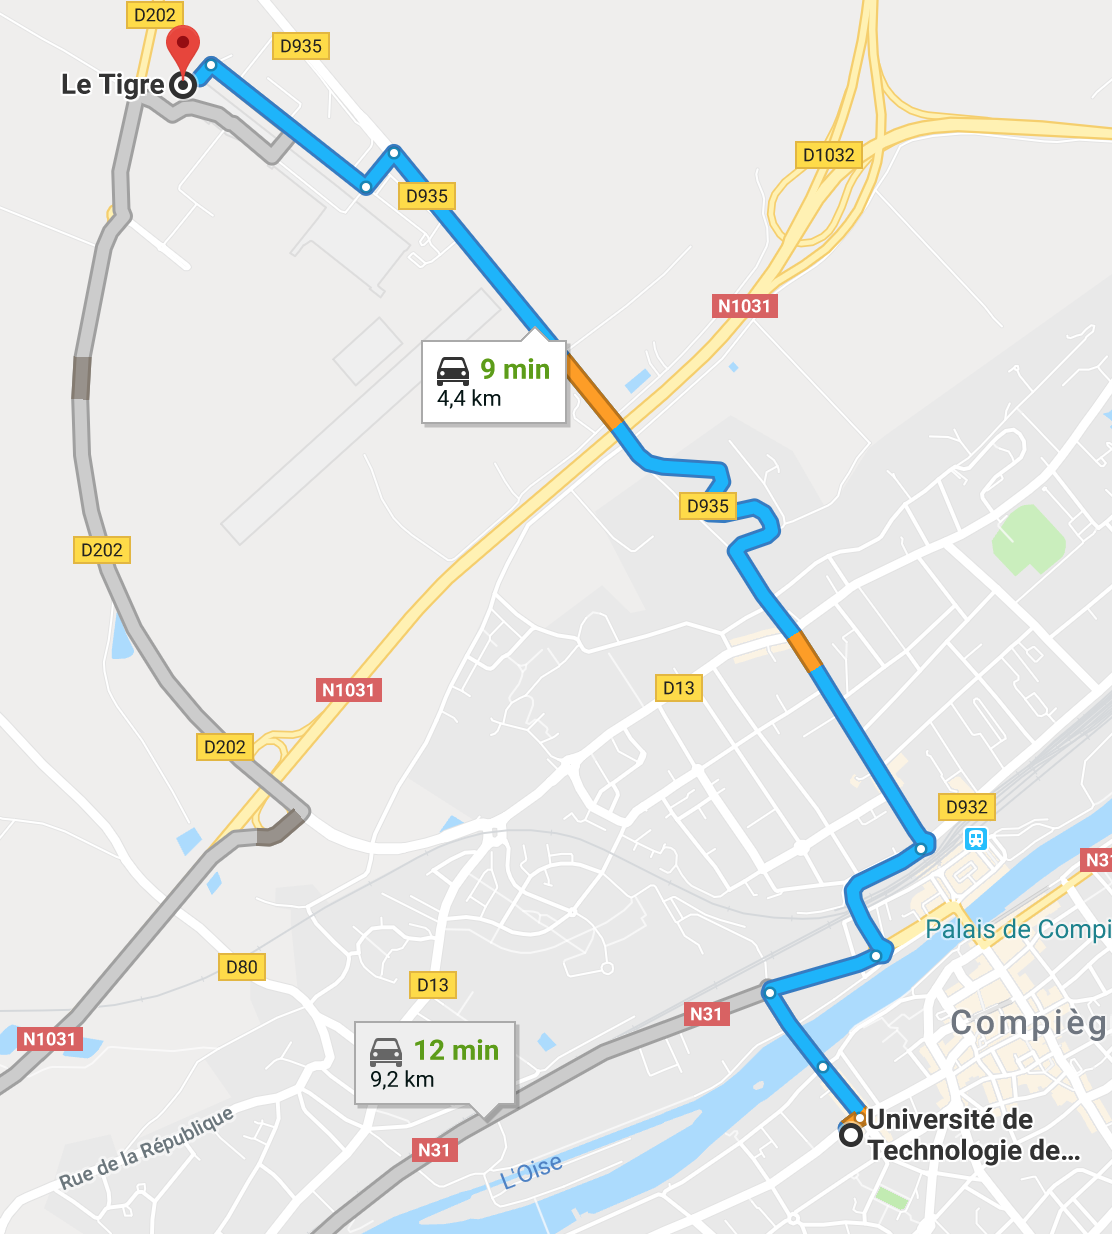 D202
D935
Le Tigre
D1032
D935
N1031
9 min
4,4 km
D935
D202
D13
N1031
D202
D932
N31
Palais de Compi
D80
D13
N31
Compièg
N1031
12 min
9,2 km
Université de
Technologie de...
Rue de la République
N31
L'Oise